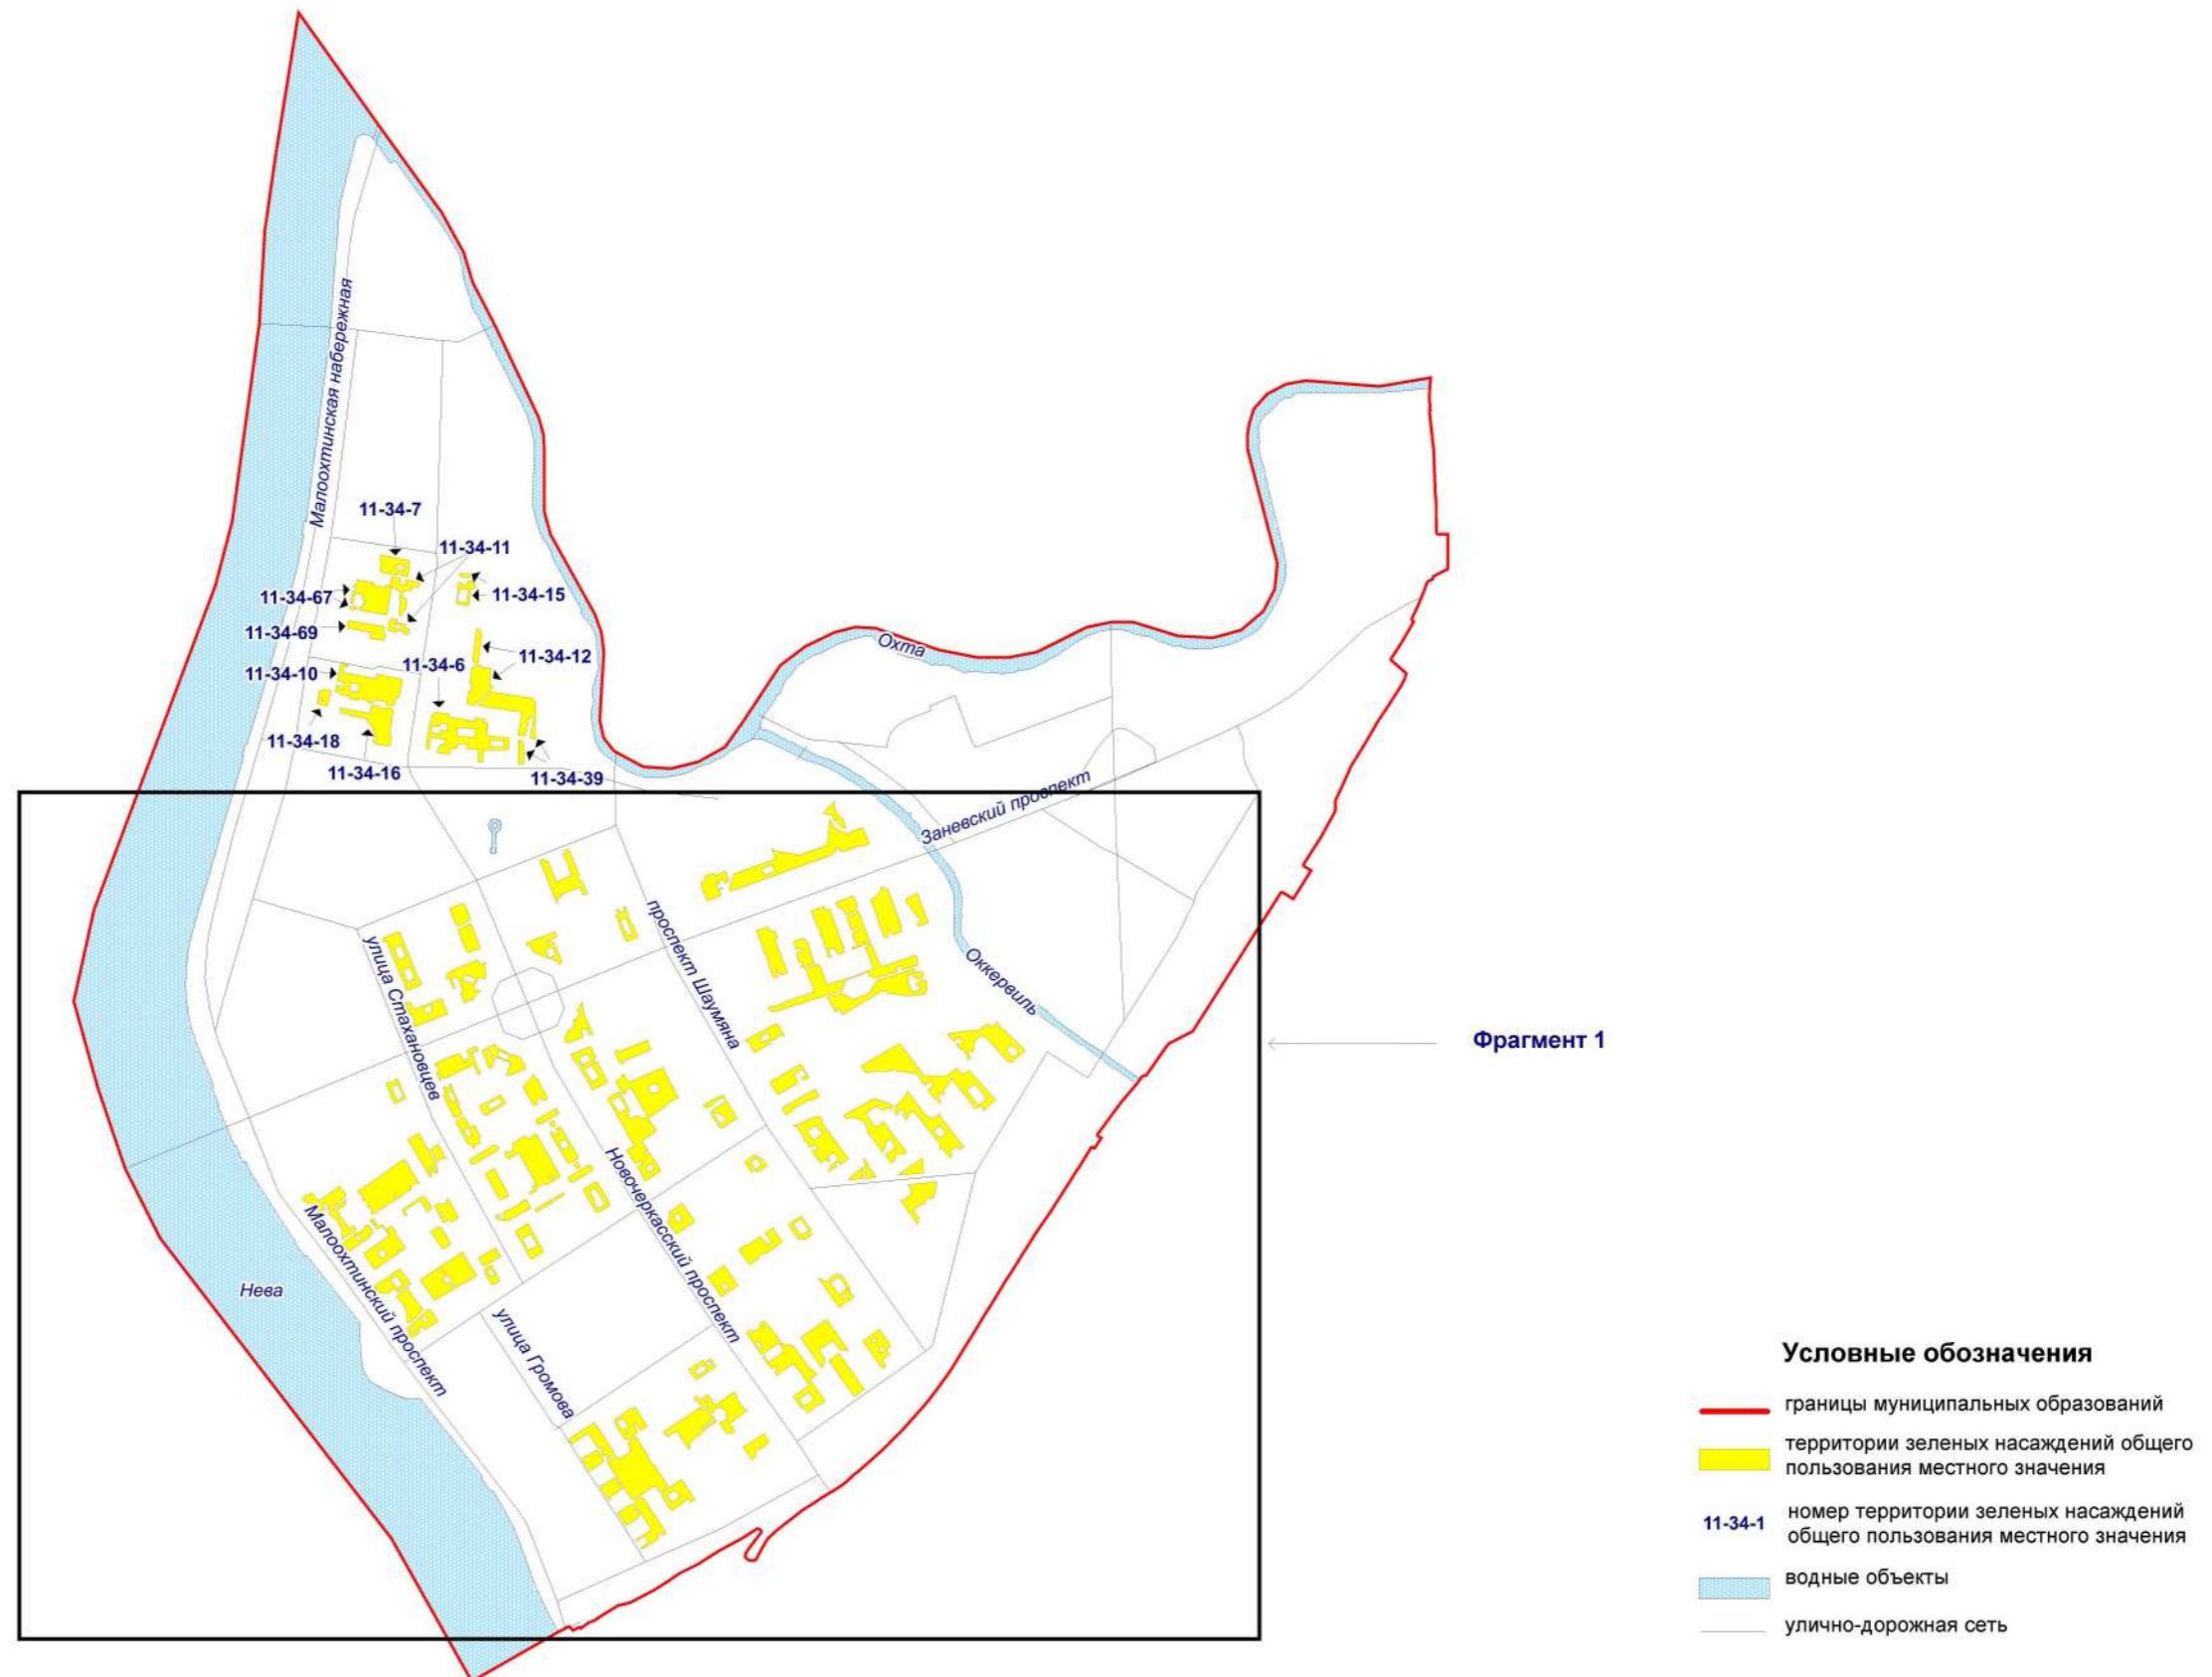 Малоохтинская набережная
11-34-7
11-34-11
11-34-67
11-34-15
11-34-69
11-34-6
11-34-12
11-34-10
11-34-18
11-34-16
11-34-39
Охта
Заневский проспект
проспект Шаумяна
улица Стахановцев
Оккервиль
Фрагмент 1
Новочеркасский проспект
Малоохтинский проспект
Нева
улица Громова
Условные обозначения
границы муниципальных образований
территории зеленых насаждений общего
пользования местного значения
11-34-1
номер территории зеленых насаждений
общего пользования местного значения
водные объекты
улично-дорожная сеть